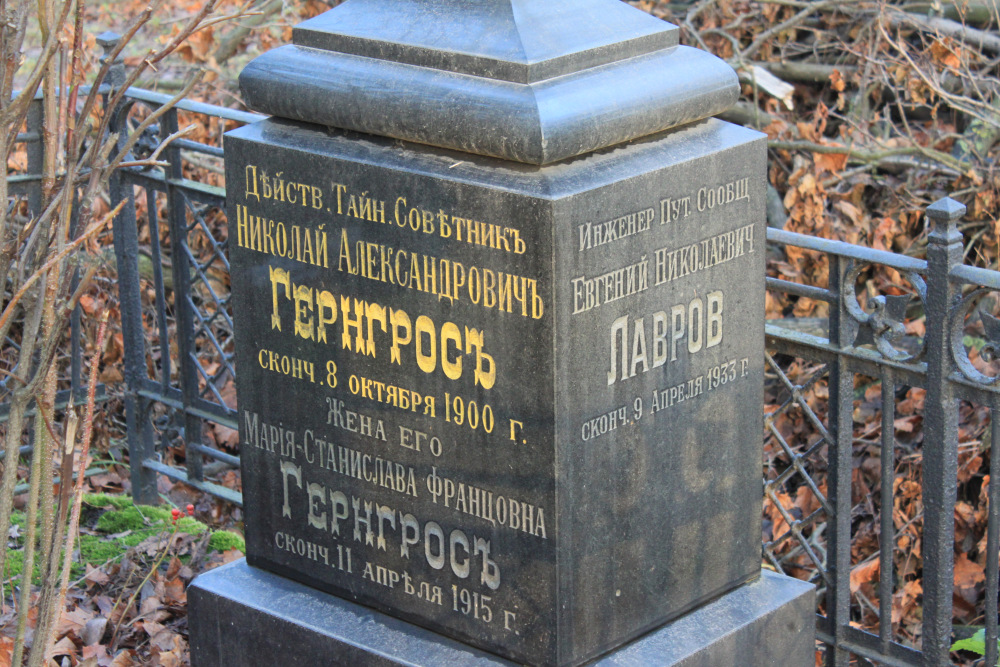 Дѣйств. Тайн. Совѣтникъ
Николай Александровичъ
Гернгросъ
сконч. 8 октября 1900 г.
Жена его
Марія-Станислава Францовна
Гернгросъ
сконч. 11 апрѣля 1915 г.
Инженер Пут. Сообщ
Евгений Николаевич
Лавров
сконч. 9 Апреля 1933 г.